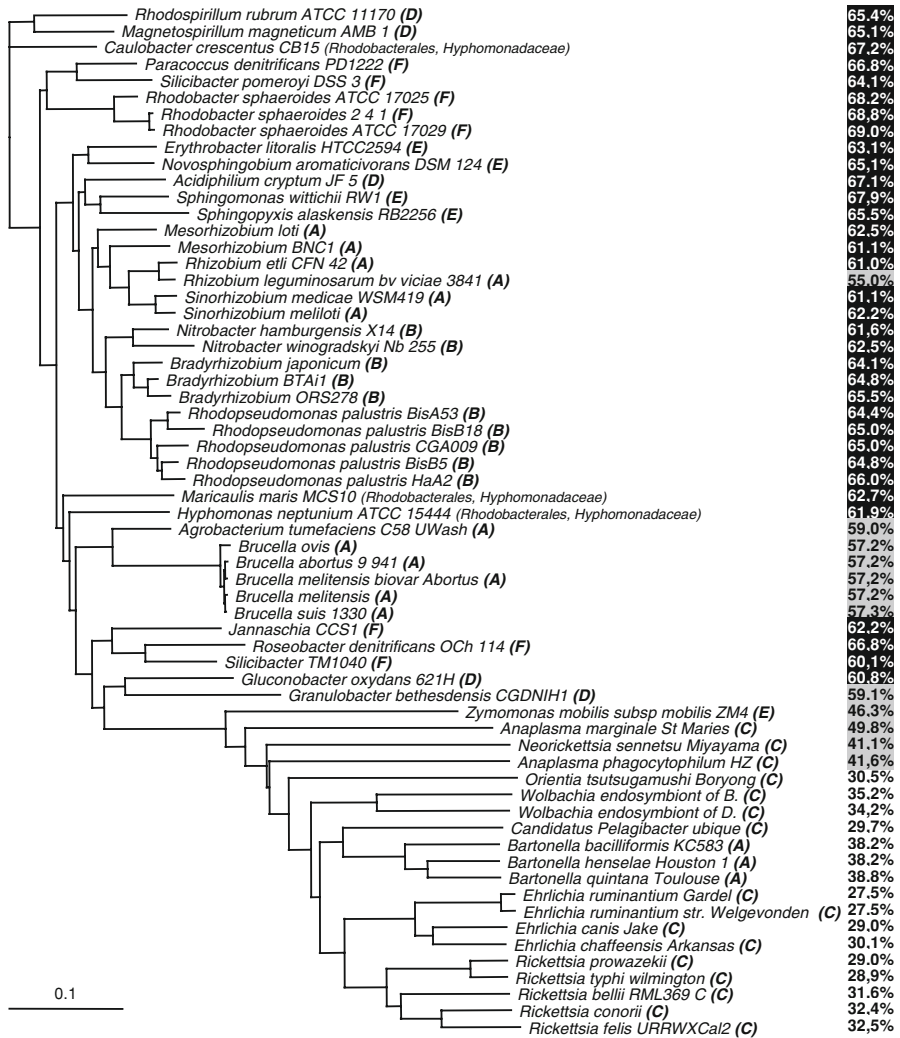 Rhodospirillum rubrum ATCC 11170 (D) 65.4%
Magnetospirillum magneticum AMB 1 (D) 65.1%
Caulobacter crescentus CB15 (Rhodobacterales, Hyphomonadaceae) 67,2%
Paracoccus denitrificans PD1222 (F) 66.8%
Silicibacter pomeroyi DSS 3 (F) 64,1%
Rhodobacter sphaeroides ATCC 17025 (F) 68.2%
Rhodobacter sphaeroides 2 4 1 (F) 68,8%
Rhodobacter sphaeroides ATCC 17029 (F) 69.0%
Erythrobacter litoralis HTCC2594 (E) 63.1%
Novosphingobium aromaticivorans DSM 124 (E) 65,1%
Acidiphilium cryptum JF 5 (D) 67.1%
Sphingomonas wittichii RW1 (E) 67,9%
Sphingopyxis alaskensis RB2256 (E) 65.5%
Mesorhizobium loti (A) 62.5%
Mesorhizobium BNC1 (A) 61.1%
Rhizobium etli CFN 42 (A) 61.0%
Rhizobium leguminosarum bv viciae 3841 (A) 55.0%
Sinorhizobium medicae WSM419 (A) 61.1%
Sinorhizobium meliloti (A) 62.2%
Nitrobacter hamburgensis X14 (B) 61,6%
Nitrobacter winogradskyi Nb 255 (B) 62.5%
Bradyrhizobium japonicum (B) 64.1%
Bradyrhizobium BTAi1 (B) 64.8%
Bradyrhizobium ORS278 (B) 65.5%
Rhodopseudomonas palustris BisA53 (B) 64.4%
Rhodopseudomonas palustris BisB18 (B) 65.0%
Rhodopseudomonas palustris CGA009 (B) 65.0%
Rhodopseudomonas palustris BisB5 (B) 64.8%
Rhodopseudomonas palustris HaA2 (B) 66.0%
Maricaulis maris MCS10 (Rhodobacterales, Hyphomonadaceae) 62.7%
Hyphomonas neptunium ATCC 15444 (Rhodobacterales, Hyphomonadaceae) 61.9%
Agrobacterium tumefaciens C58 UWash (A) 59.0%
Brucella ovis (A) 57.2%
Brucella abortus 9 941 (A) 57,2%
Brucella melitensis biovar Abortus (A) 57,2%
Brucella melitensis (A) 57.2%
Brucella suis 1330 (A) 57.3%
Jannaschia CCS1 (F) 62.2%
Roseobacter denitrificans OCh 114 (F) 66.8%
Silicibacter TM1040 (F) 60,1%
Gluconobacter oxydans 621H (D) 60.8%
Granulobacter bethesdensis CGDNIH1 (D) 59.1%
Zymomonas mobilis subsp mobilis ZM4 (E) 46,3%
Anaplasma marginale St Maries (C) 49.8%
Neorickettsia sennetsu Miyayama (C) 41.1%
Anaplasma phagocytophilum HZ (C) 41,6%
Orientia tsutsugamushi Boryong (C) 30.5%
Wolbachia endosymbiont of B. (C) 35.2%
Wolbachia endosymbiont of D. (C) 34,2%
Candidatus Pelagibacter ubique (C) 29.7%
Bartonella bacilliformis KC583 (A) 38.2%
Bartonella henselae Houston 1 (A) 38.2%
Bartonella quintana Toulouse (A) 38.8%
Ehrlichia ruminantium Gardel (C) 27.5%
Ehrlichia ruminantium str. Welgevonden (C) 27.5%
Ehrlichia canis Jake (C) 29.0%
Ehrlichia chaffeensis Arkansas (C) 30,1%
Rickettsia prowazekii (C) 29.0%
Rickettsia typhi wilmington (C) 28,9%
Rickettsia bellii RML369 C (C) 31.6%
0.1
Rickettsia conorii (C) 32,4%
Rickettsia felis URRWXCal2 (C) 32,5%